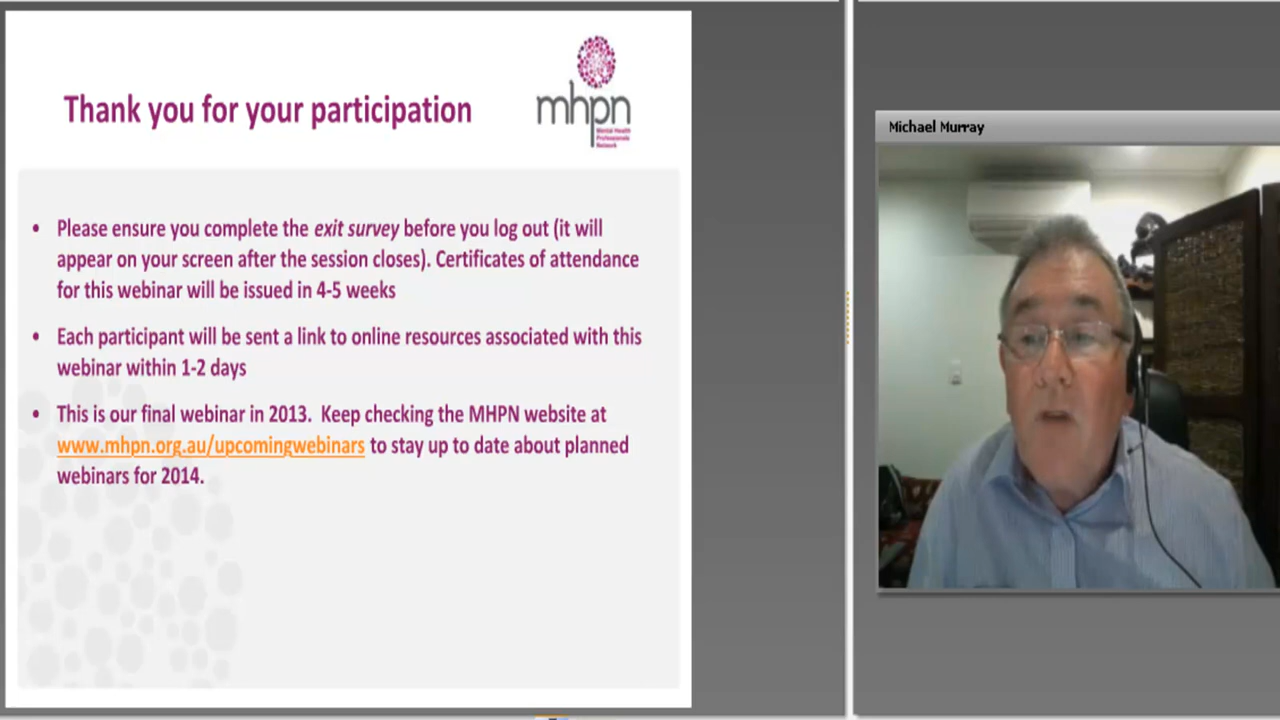 Thank you for your participation
mhpn
Mental Health
Professionals
Network
• Please ensure you complete the exit survey before you log out (it will
appear on your screen after the session closes). Certificates of attendance
for this webinar will be issued in 4-5 weeks
• Each participant will be sent a link to online resources associated with this
webinar within 1-2 days
• This is our final webinar in 2013. Keep checking the MHPN website at
www.mhpn.org.au/upcomingwebinars to stay up to date about planned
webinars for 2014.
Michael Murray